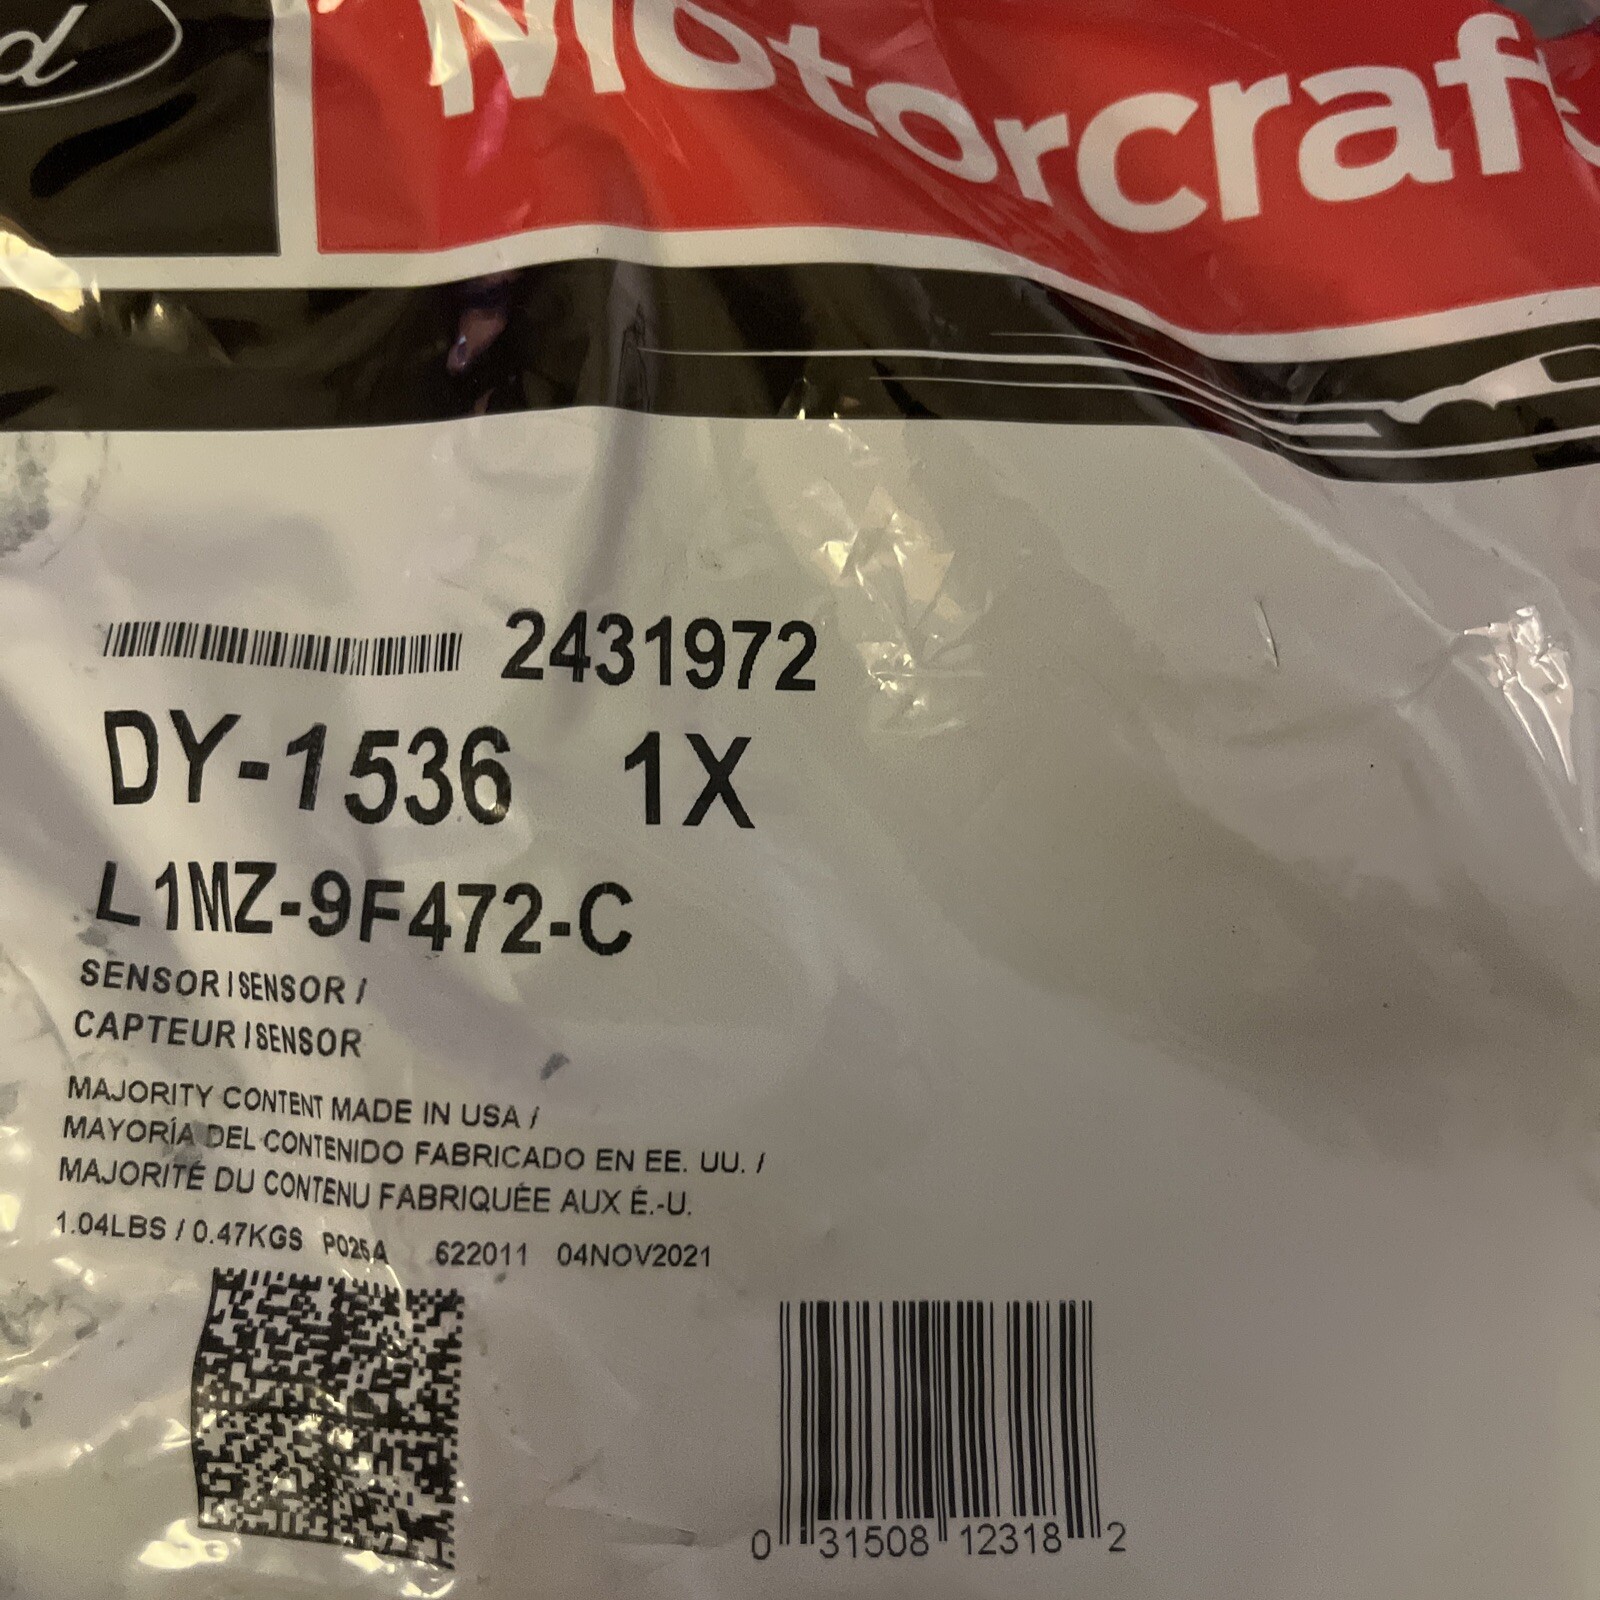 d
Motorcraft
2431972
DY-1536 1X
L1MZ-9F472-C
SENSOR/SENSOR/
CAPTEUR/SENSOR
MAJORITY CONTENT MADE IN USA /
MAYORÍA DEL CONTENIDO FABRICADO EN EE. UU. /
MAJORITÉ DU CONTENU FABRIQUÉE AUX É.-U.
1.04LBS / 0.47KGS P025A 622011 04NOV2021
0 31508 12318 2